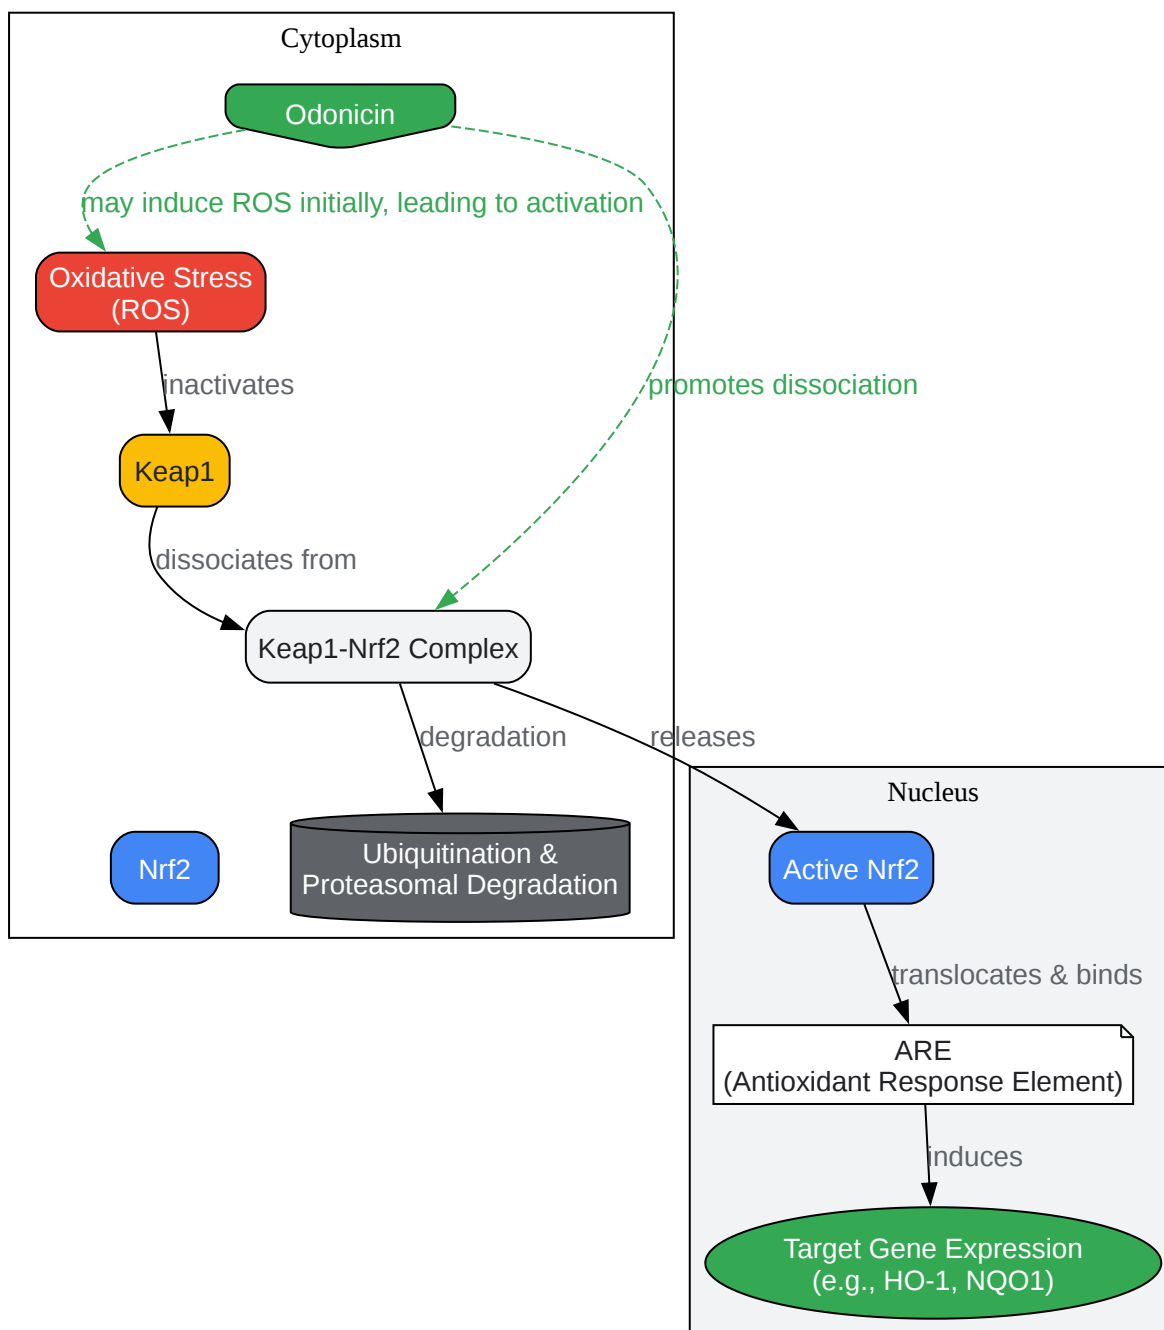 Cytoplasm
Odonicin
may induce ROS initially, leading to activation
Oxidative Stress
(ROS)
inactivates
promotes dissociation
Keap1
dissociates from
Keap1-Nrf2 Complex
degradation
releases
Nucleus
Nrf2
Ubiquitination &
Proteasomal Degradation
Active Nrf2
translocates & binds
ARE
(Antioxidant Response Element)
induces
Target Gene Expression
(e.g., HO-1, NQO1)